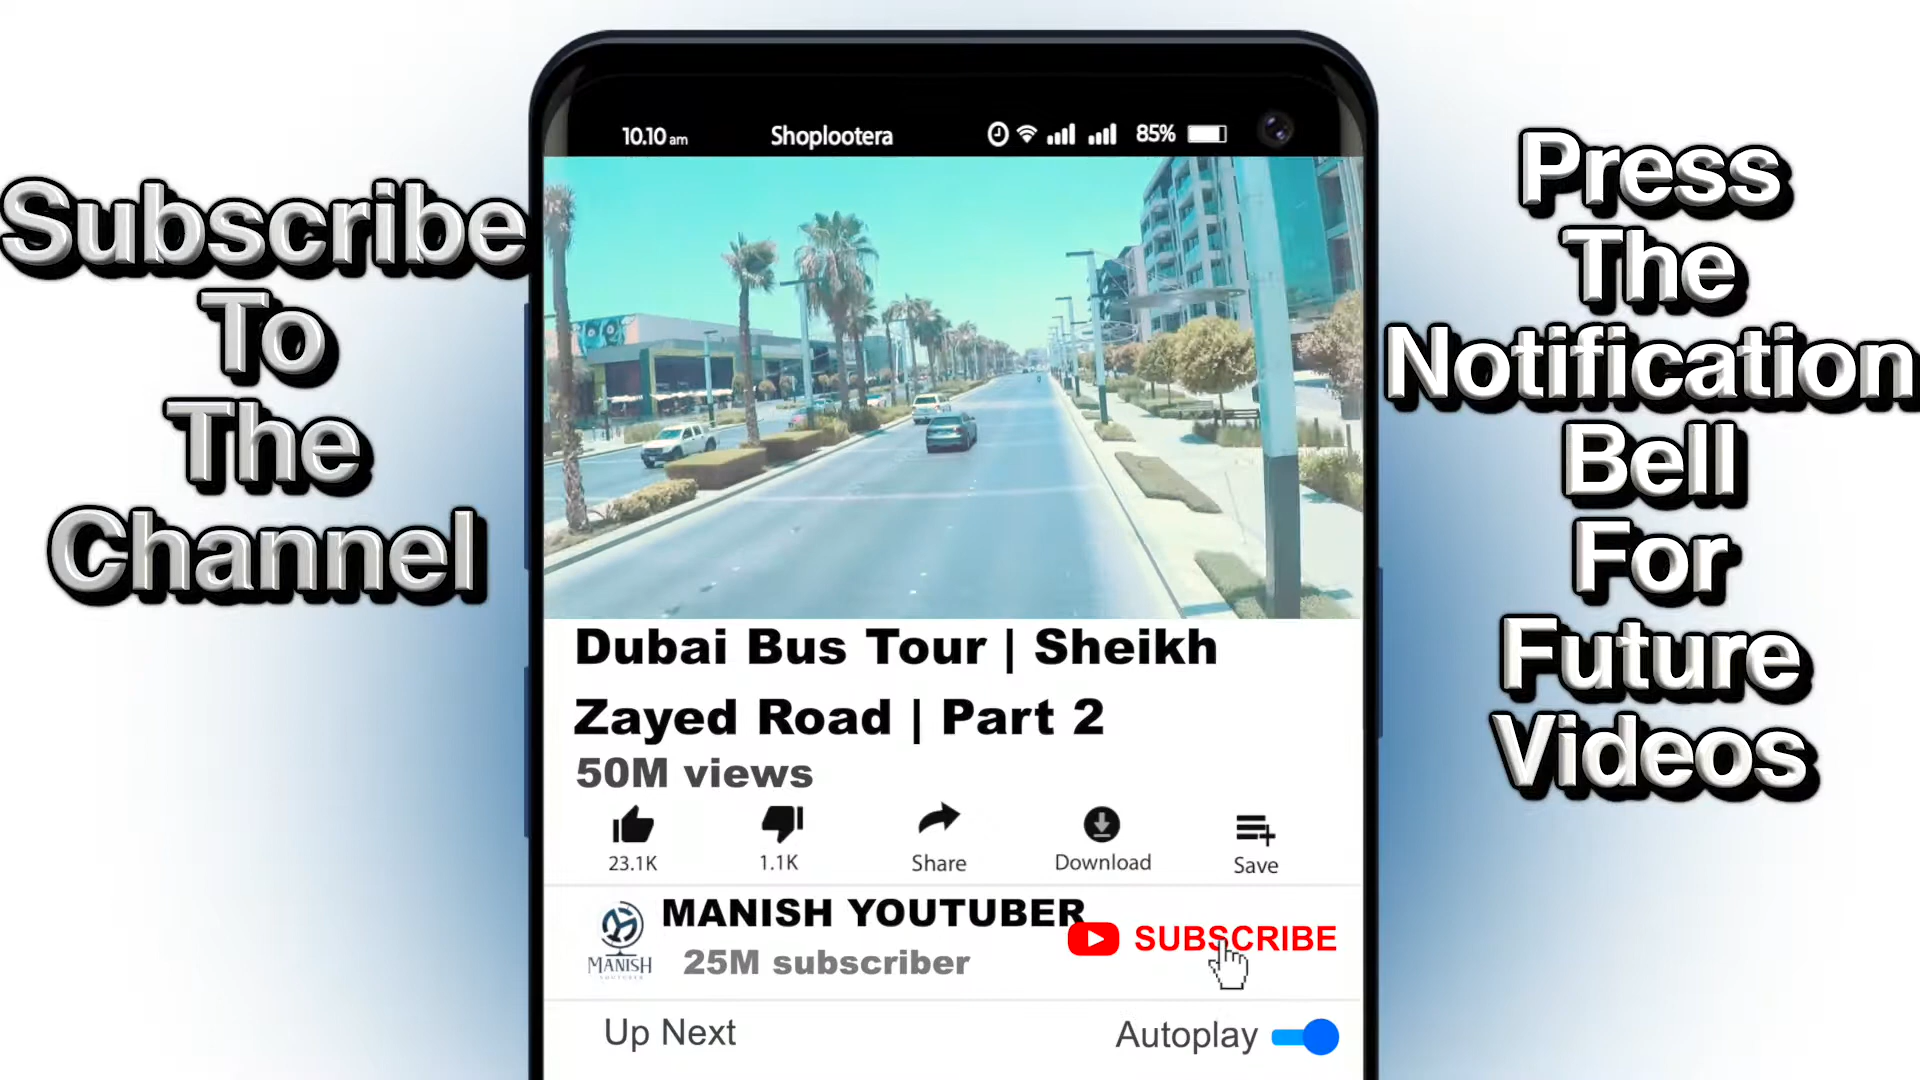 Subscribe
To
The
Channel
10.10 am
Shoplootera
85%
Dubai Bus Tour | Sheikh
Zayed Road | Part 2
50M views
23.1K
1.1K
Share
Download
Save
MANISH YOUTUBER
25M subscriber
MANISH
SUBSCRIBE
Up Next
Autoplay
Press
The
Notification
Bell
For
Future
Videos